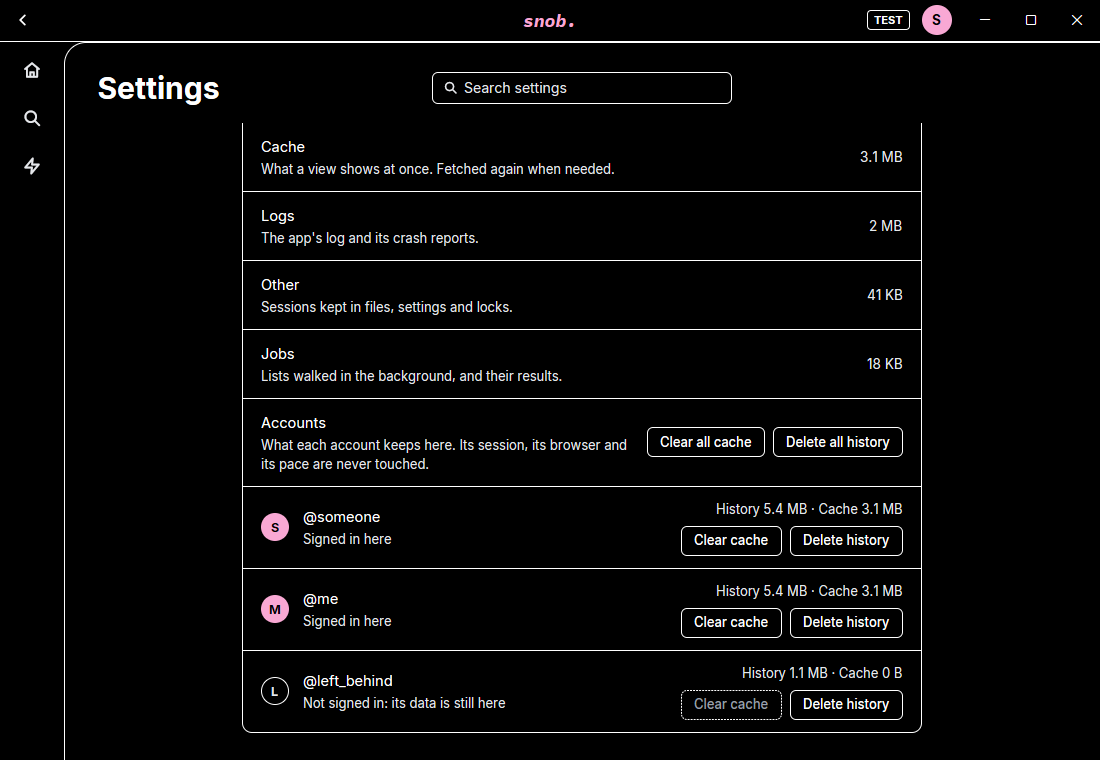 snob.
TEST
S
Settings
Search settings
Cache
What a view shows at once. Fetched again when needed.
3.1 MB
Logs
The app's log and its crash reports.
2 MB
Other
Sessions kept in files, settings and locks.
41 KB
Jobs
Lists walked in the background, and their results.
18 KB
Accounts
What each account keeps here. Its session, its browser and
its pace are never touched.
Clear all cache
Delete all history
S
@someone
Signed in here
History 5.4 MB · Cache 3.1 MB
Clear cache
Delete history
M
@me
Signed in here
History 5.4 MB · Cache 3.1 MB
Clear cache
Delete history
L
@left_behind
Not signed in: its data is still here
History 1.1 MB · Cache 0 B
Clear cache
Delete history